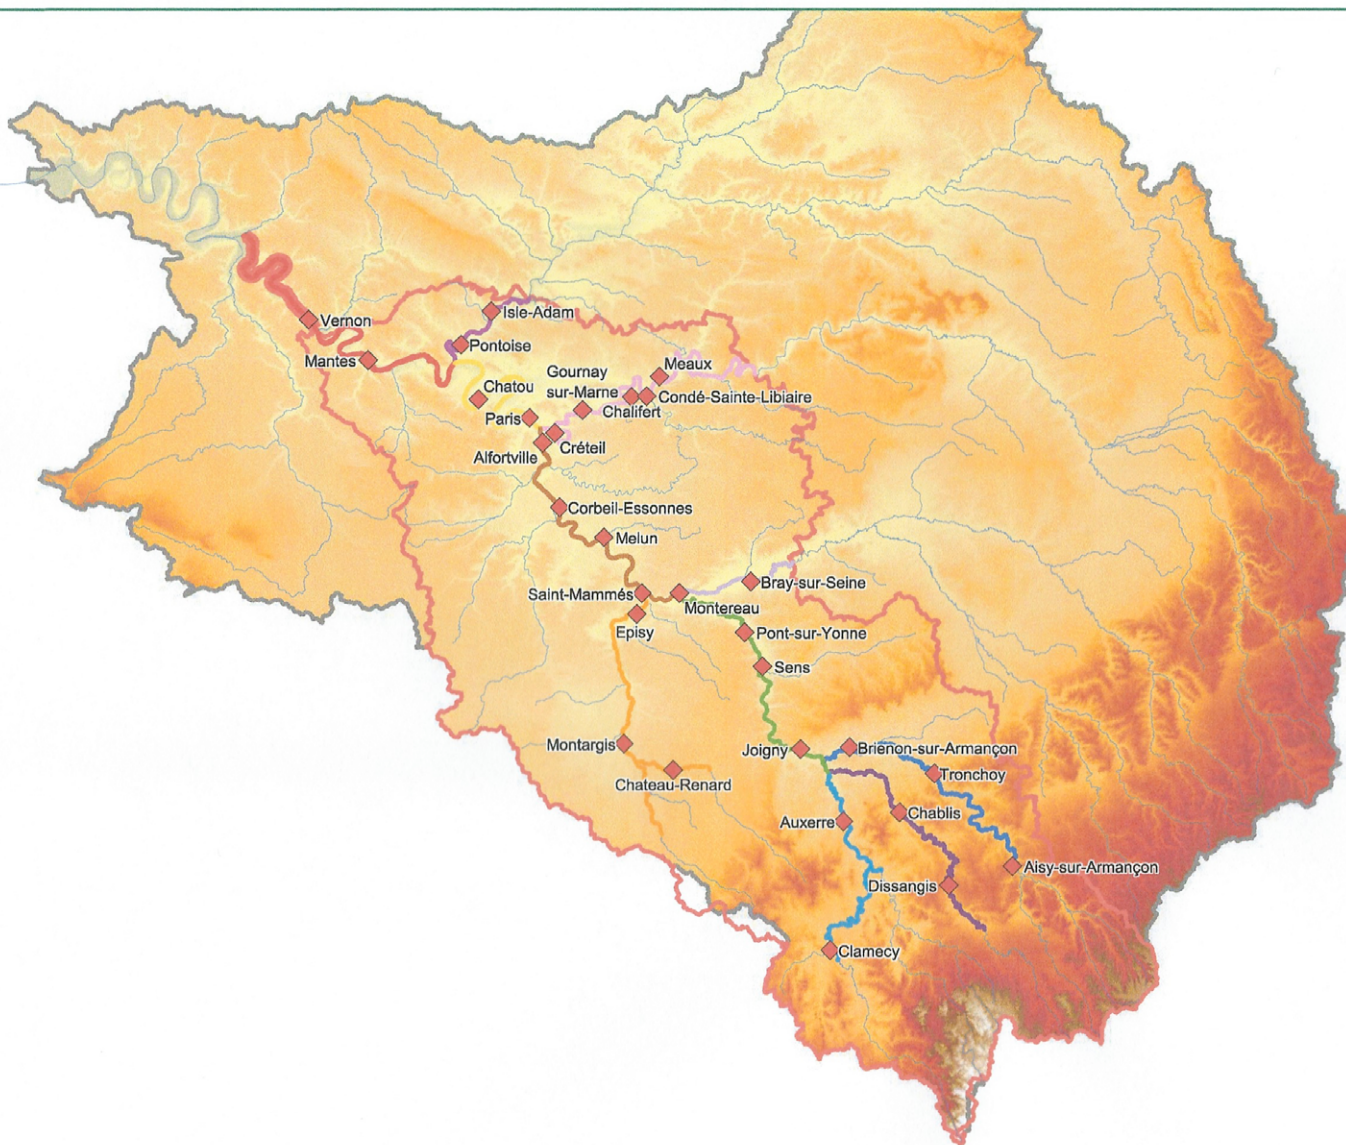 Isle-Adam
Vernon
Pontoise
Mantes
Meaux
Gournay
sur-Marne
Chatou
Condé-Sainte-Libiaire
Chalifert
Paris
Créteil
Alfortville
Corbeil-Essonnes
Melun
Bray-sur-Seine
Saint-Mammés
Montereau
Episy
Pont-sur-Yonne
Sens
Montargis
Joigny
Brienon-sur-Armançon
Tronchoy
Chateau-Renard
Chablis
Auxerre
Aisy-sur-Armançon
Dissangis
Clamecy